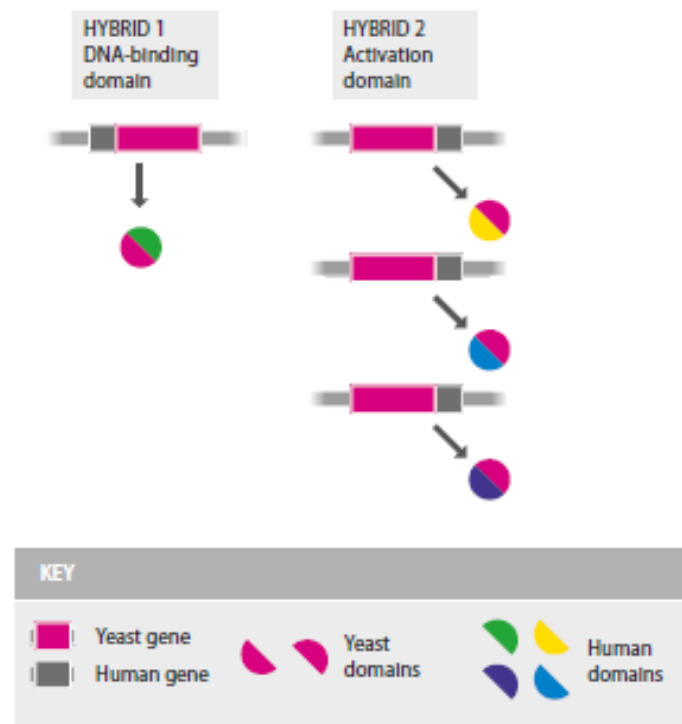 HYBRID 1
DNA-binding
domain
HYBRID 2
Activation
domain
KEY
Yeast gene
Human gene
Yeast
domains
Human
domains